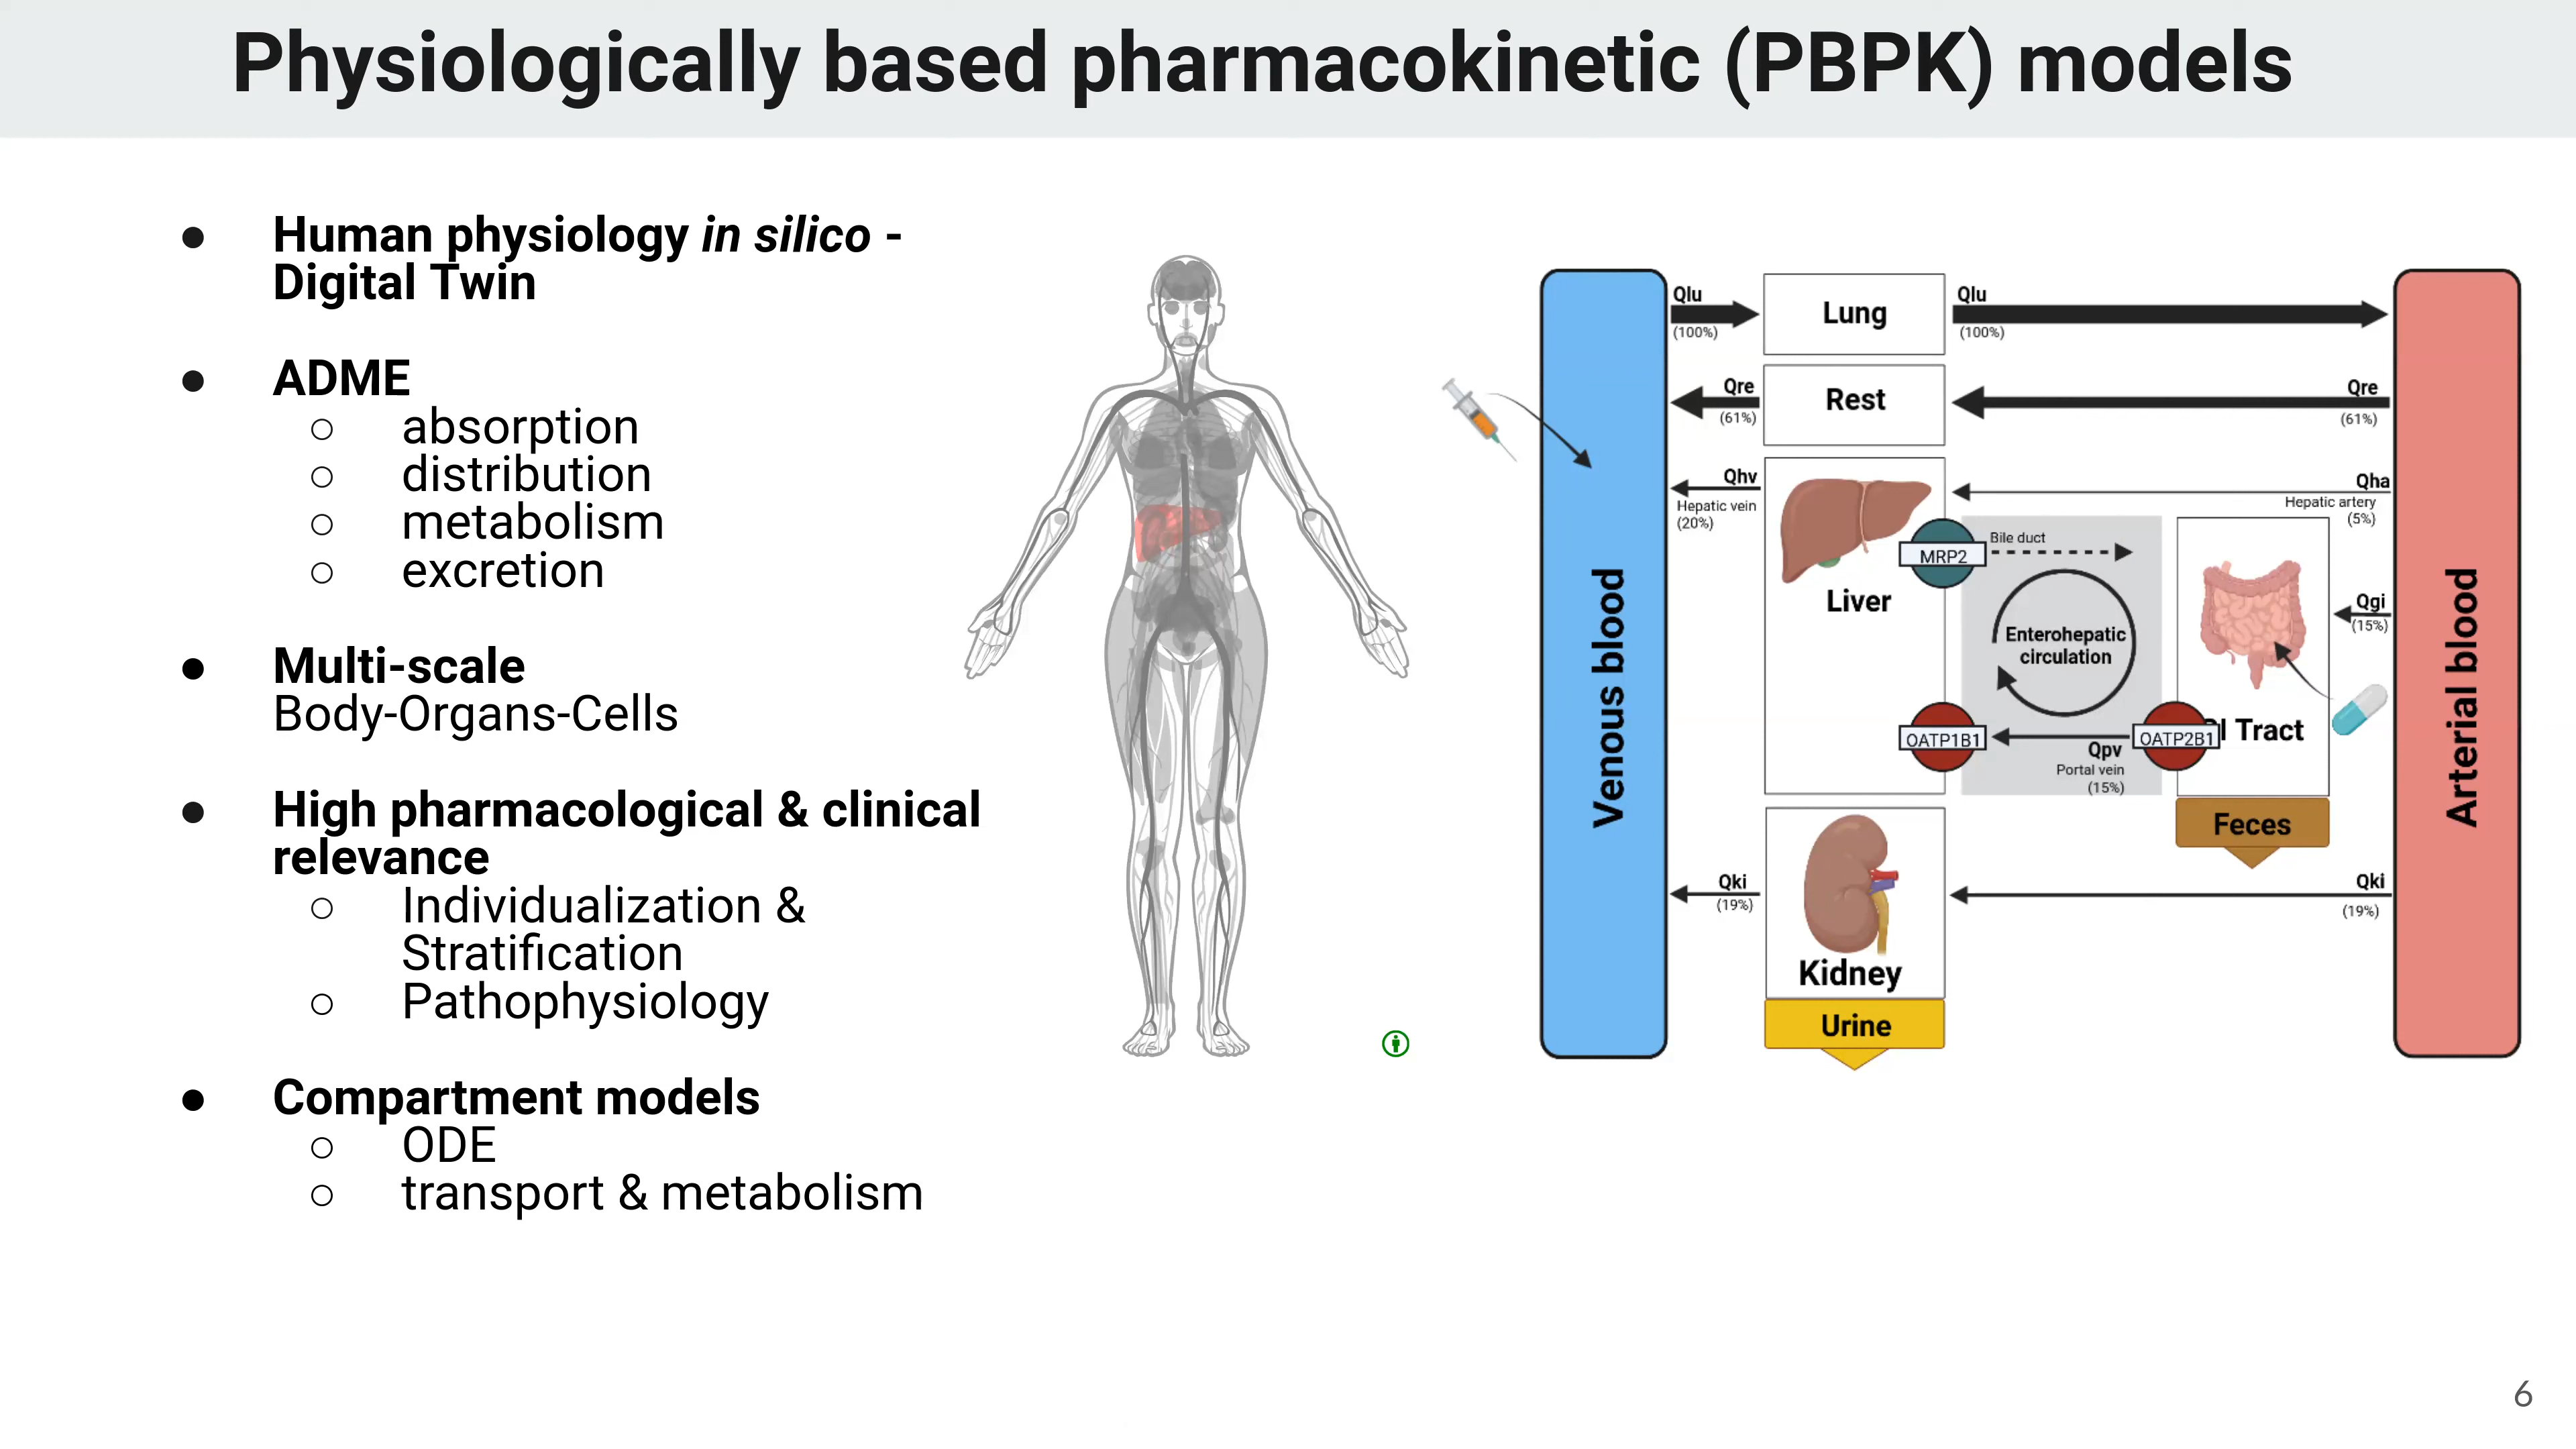 Physiologically based pharmacokinetic (PBPK) models
● Human physiology in silico -
Digital Twin
● ADME
○ absorption
○ distribution
○ metabolism
○ excretion
● Multi-scale
Body-Organs-Cells
● High pharmacological & clinical
relevance
○ Individualization &
Stratification
○ Pathophysiology
● Compartment models
○ ODE
○ transport & metabolism
Venous blood
Qlu
(100%)
Lung
Qlu
(100%)
Qre
(61%)
Rest
Qre
(61%)
Qhv
Hepatic vein
(20%)
Qha
Hepatic artery
(5%)
MRP2
Bile duct
Liver
Enterohepatic
circulation
Qgi
(15%)
OATP1B1
Qpv
Portal vein
(15%)
OATP2B1
I Tract
Feces
Qki
(19%)
Kidney
Qki
(19%)
Urine
Arterial blood
6